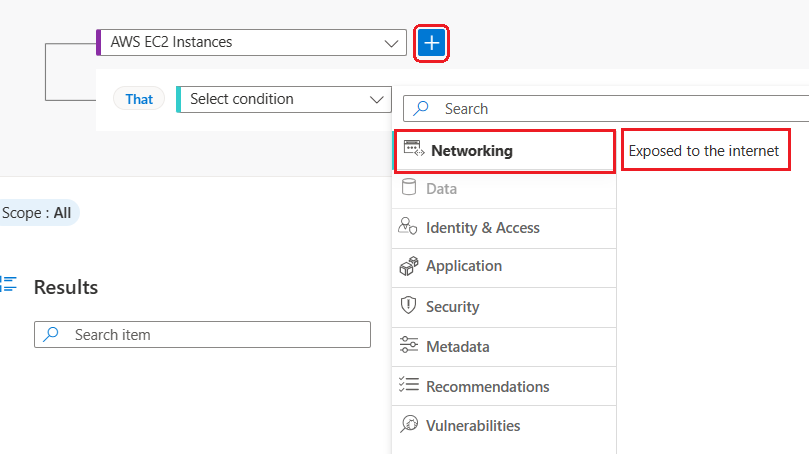 AWS EC2 Instances
That
Select condition
Search
Networking
Exposed to the internet
Data
Identity & Access
Application
Security
Metadata
Recommendations
Vulnerabilities
Scope : All
Results
Search item